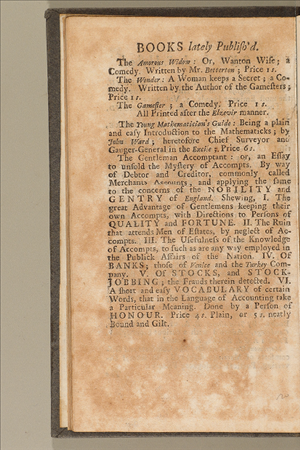 BOOKS lately Publish'd.
The Amorous Widow: Or, Wanton Wife; a
Comedy. Written by Mr. Betterton; Price 1 s.
The Wonder: A Woman keeps a Secret; a Co-
medy. Written by the Author of the Gamesters;
Price 1 s.
The Gamester; a Comedy. Price 1 s.
All Printed after the Elzevir manner.
The Young Mathematician's Guide: Being a plain
and easy Introduction to the Mathematicks; by
John Ward; heretofore Chief Surveyor and
Gauger-General in the Excise; Price 6 s.
The Gentleman Accomptant: or, an Essay
to unfold the Mystery of Accompts. By way
of Debtor and Creditor, commonly called
Merchants Accounts, and applying the same
to the concerns of the NOBILITY and
GENTRY of England. Shewing, I. The
great Advantage of Gentlemens keeping their
own Accompts, with Directions to Persons of
QUALITY and FORTUNE. II. The Ruin
that attends Men of Estates, by neglect of Ac-
compts. III. The Usefulness of the Knowledge
of Accompts, to such as are any way employed in
the Publick Affairs of the Nation. IV. Of
BANKS; those of Venice and the Turkey Com-
pany. V. Of STOCKS, and STOCK-
JOBBING; the Frauds therein detected. VI.
A short and easy VOCABULARY of certain
Words, that in the Language of Accounting take
a Particular Meaning. Done by a Person of
HONOUR. Price 4 s. Plain, or 5 s. neatly
Bound and Gilt.